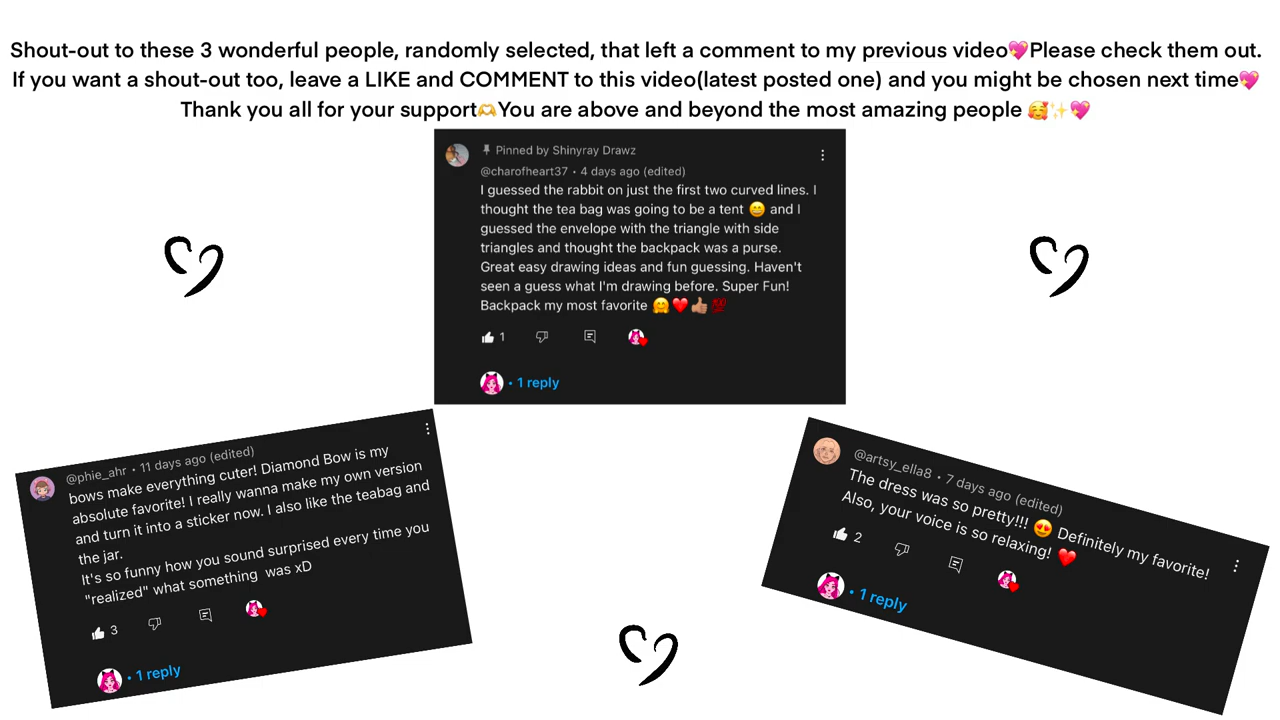 Shout-out to these 3 wonderful people, randomly selected, that left a comment to my previous video💖Please check them out.
If you want a shout-out too, leave a LIKE and COMMENT to this video(latest posted one) and you might be chosen next time💖
Thank you all for your support🫶You are above and beyond the most amazing people 🥰✨💖
Pinned by Shinyray Drawz
@charofheart37 • 4 days ago (edited)
I guessed the rabbit on just the first two curved lines. I
thought the tea bag was going to be a tent 😄 and I
guessed the envelope with the triangle with side
triangles and thought the backpack was a purse.
Great easy drawing ideas and fun guessing. Haven't
seen a guess what I'm drawing before. Super Fun!
Backpack my most favorite 🤗❤️👍🏽💯
1
• 1 reply
@phie_ahr • 11 days ago (edited)
bows make everything cuter! Diamond Bow is my
absolute favorite! I really wanna make my own version
and turn it into a sticker now. I also like the teabag and
the jar.
It's so funny how you sound surprised every time you
"realized" what something was xD
3
• 1 reply
@artsy_ella8 • 7 days ago (edited)
The dress was so pretty!!! 😍 Definitely my favorite!
Also, your voice is so relaxing! ❤️
2
• 1 reply